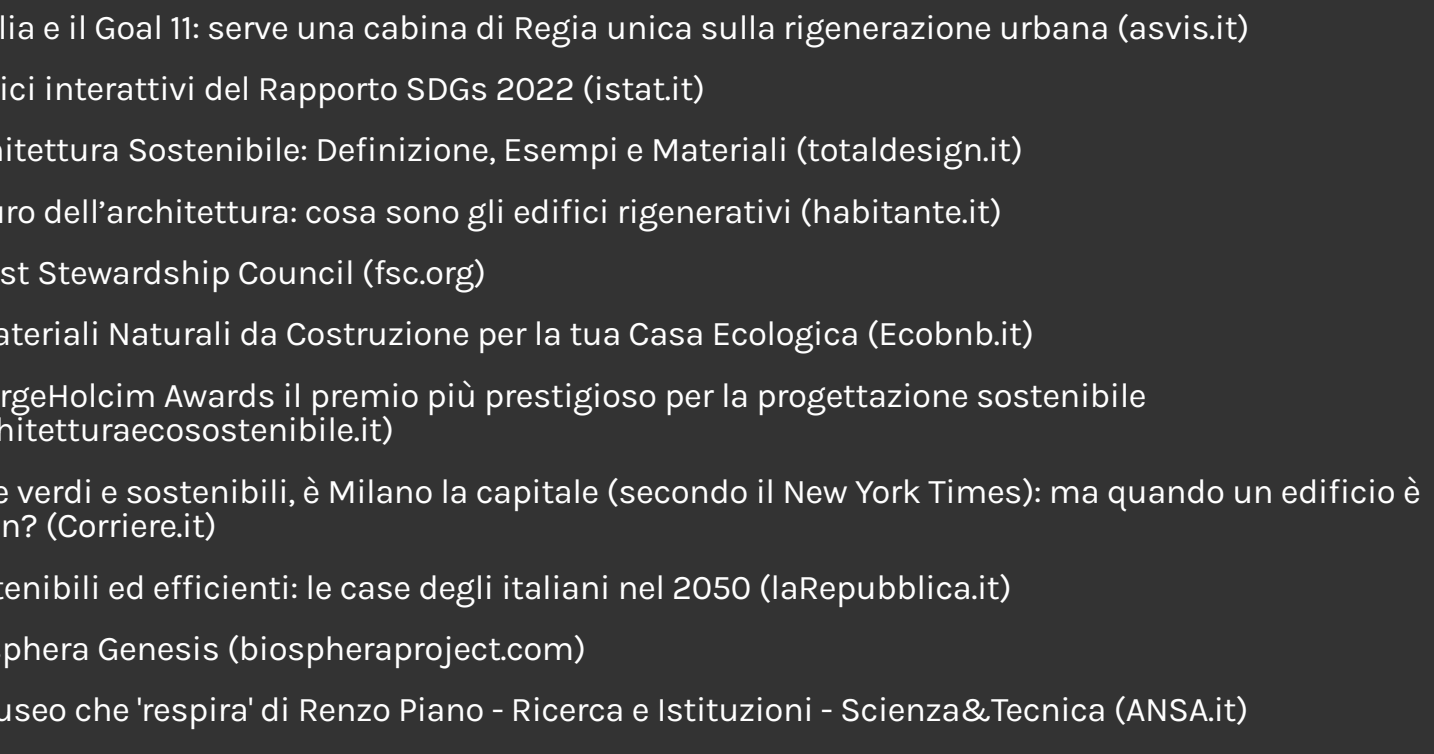 lia e il Goal 11: serve una cabina di Regia unica sulla rigenerazione urbana (asvis.it)
ici interattivi del Rapporto SDGs 2022 (istat.it)
hitettura Sostenibile: Definizione, Esempi e Materiali (totaldesign.it)
uro dell’architettura: cosa sono gli edifici rigenerativi (habitante.it)
st Stewardship Council (fsc.org)
ateriali Naturali da Costruzione per la tua Casa Ecologica (Ecobnb.it)
rgeHolcim Awards il premio più prestigioso per la progettazione sostenibile
hitetturaecosostenibile.it)
e verdi e sostenibili, è Milano la capitale (secondo il New York Times): ma quando un edificio è
n? (Corriere.it)
tenibili ed efficienti: le case degli italiani nel 2050 (laRepubblica.it)
sphera Genesis (biospheraproject.com)
useo che 'respira' di Renzo Piano - Ricerca e Istituzioni - Scienza&Tecnica (ANSA.it)